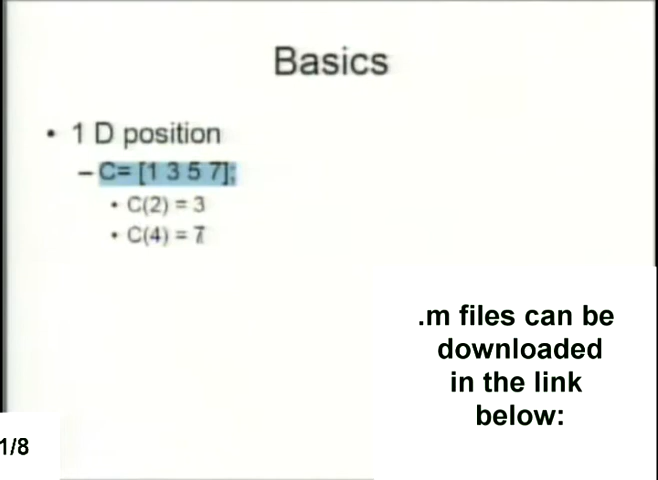 Basics
• 1 D position
– C= [1 3 5 7];
• C(2) = 3
• C(4) = 7
.m files can be
downloaded
in the link
below:
1/8